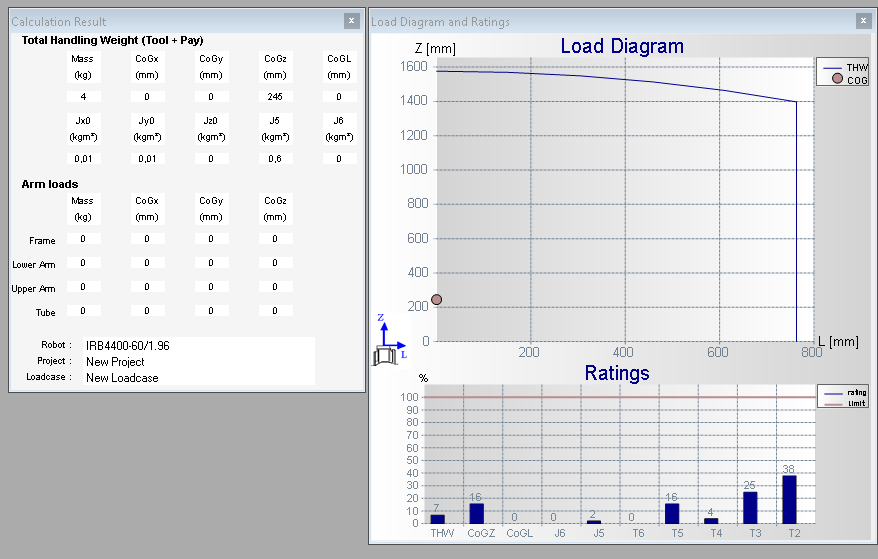 Calculation Result
x
Total Handling Weight (Tool + Pay)
Mass CoGx CoGy CoGz CoGL
(kg) (mm) (mm) (mm) (mm)
4 0 0 245 0
Jx0 Jy0 Jz0 J5 J6
(kgm²) (kgm²) (kgm²) (kgm²) (kgm²)
0,01 0,01 0 0,6 0
Arm loads
Mass CoGx CoGy CoGz
(kg) (mm) (mm) (mm)
Frame 0 0 0 0
Lower Arm 0 0 0 0
Upper Arm 0 0 0 0
Tube 0 0 0 0
Robot : IRB4400-60/1.96
Project : New Project
Loadcase : New Loadcase
Load Diagram and Ratings
x
Load Diagram
Z [mm]
1600
1400
1200
1000
800
600
400
200
0
200 400 600 800
L [mm]
THW
COG
Z
L
Ratings
%
100
90
80
70
60
50
40
30
20
10
0
7 16 0 0 2 0 16 4 25 38
THW CoGZ CoGL J6 J5 T6 T5 T4 T3 T2
rating
Limit